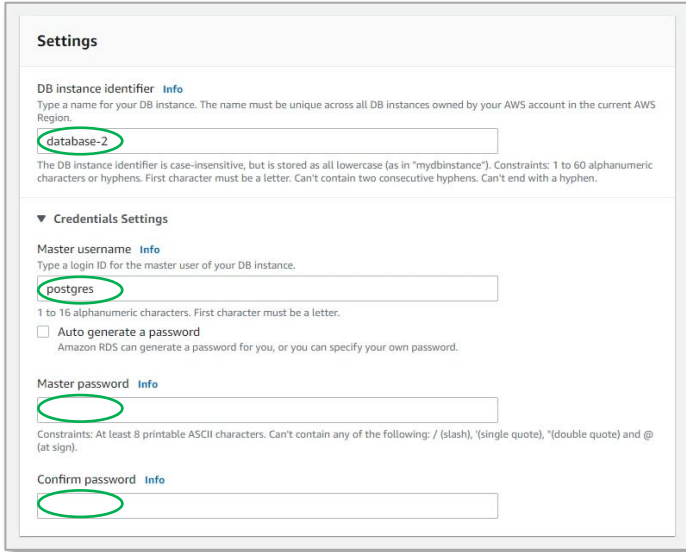 Settings
DB instance identifier Info
Type a name for your DB instance. The name must be unique across all DB instances owned by your AWS account in the current AWS
Region.
database-2
The DB instance identifier is case-insensitive, but is stored as all lowercase (as in "mydbinstance"). Constraints: 1 to 60 alphanumeric
characters or hyphens. First character must be a letter. Can't contain two consecutive hyphens. Can't end with a hyphen.
▼ Credentials Settings
Master username Info
Type a login ID for the master user of your DB instance.
postgres
1 to 16 alphanumeric characters. First character must be a letter.
Auto generate a password
Amazon RDS can generate a password for you, or you can specify your own password.
Master password Info
Constraints: At least 8 printable ASCII characters. Can't contain any of the following: / (slash), '(single quote), "(double quote) and @
(at sign).
Confirm password Info